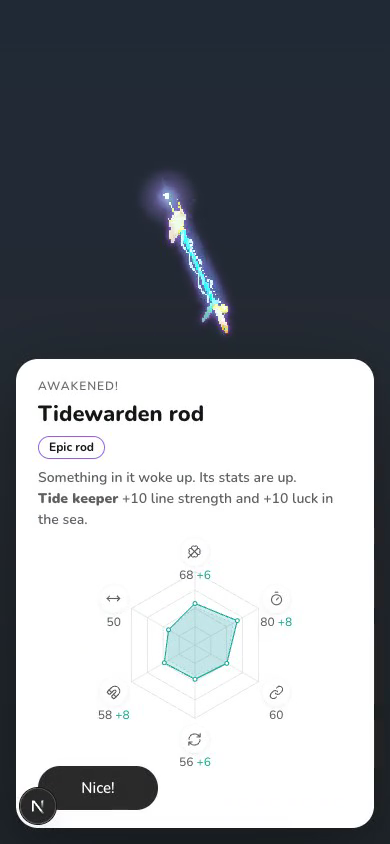 AWAKENED!
Tidewarden rod
Epic rod
Something in it woke up. Its stats are up.
Tide keeper +10 line strength and +10 luck in
the sea.
68 +6
50
80 +8
58 +8
60
56 +6
Nice!
N